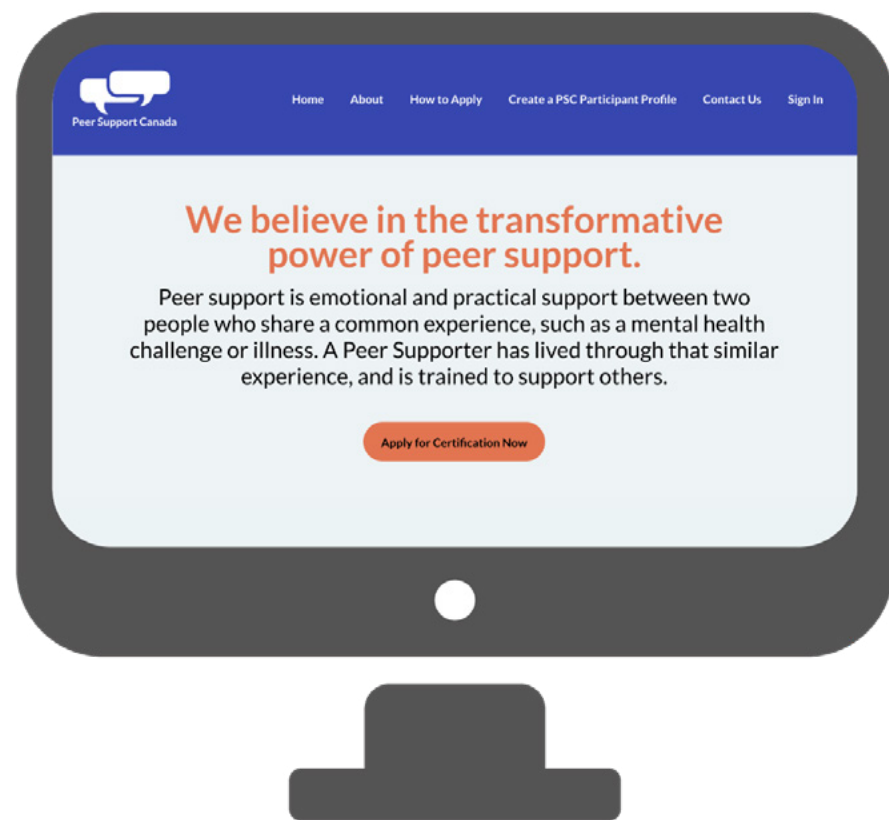 Peer Support Canada
Home About How to Apply Create a PSC Participant Profile Contact Us Sign In
We believe in the transformative
power of peer support.
Peer support is emotional and practical support between two
people who share a common experience, such as a mental health
challenge or illness. A Peer Supporter has lived through that similar
experience, and is trained to support others.
Apply for Certification Now